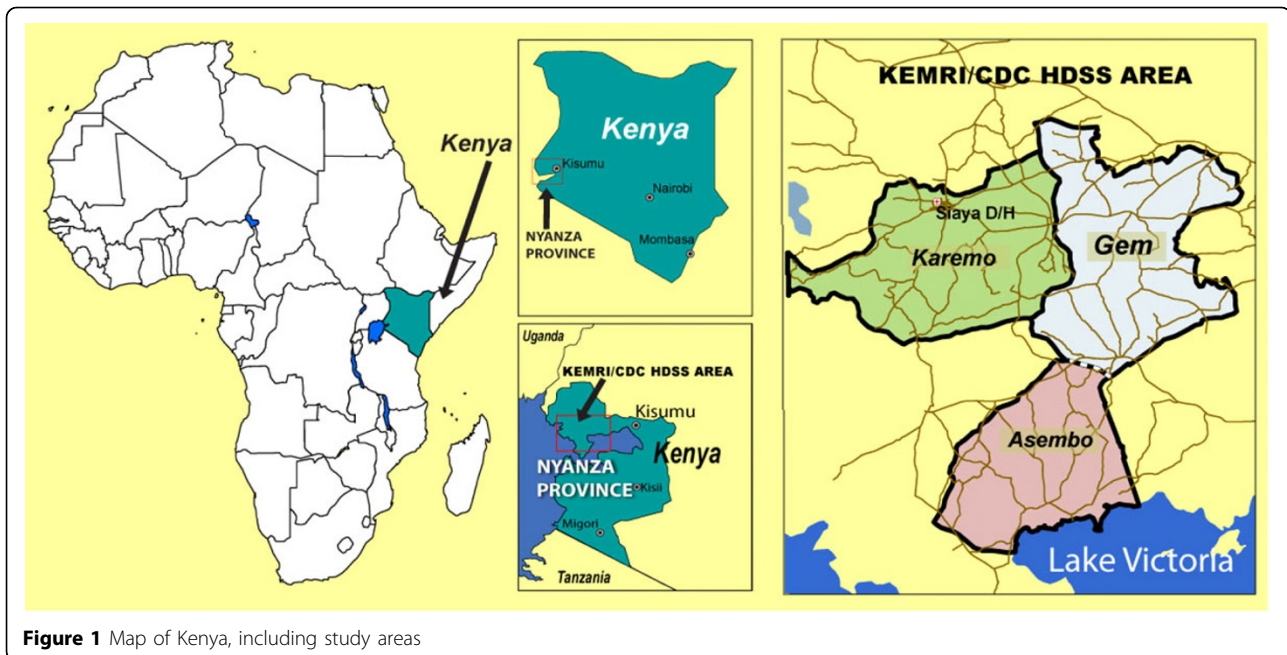 Kenya
Kenya
Kisumu
Nairobi
Mombasa
NYANZA
PROVINCE
Uganda
KEMRI/CDC HDSS AREA
Kisumu
Kenya
NYANZA
PROVINCE
Kisii
Migori
Tanzania
KEMRI/CDC HDSS AREA
Siaya D/H
Karemo
Gem
Asembo
Lake Victoria
Figure 1 Map of Kenya, including study areas